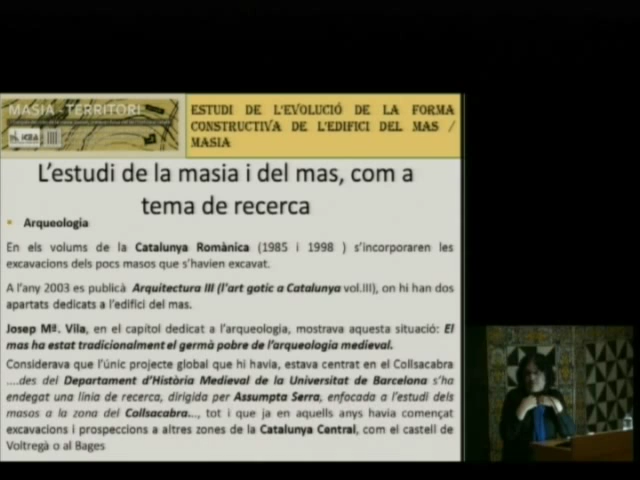 MASIA - TERRITORI
ESTUDI DE L'EVOLUCIÓ DE LA FORMA
CONSTRUCTIVA DE L'EDIFICI DEL MAS /
MASIA
L'estudi de la masia i del mas, com a
tema de recerca
Arqueologia
En els volums de la Catalunya Romànica (1985 i 1998 ) s'incorporaren les
excavacions dels pocs masos que s'havien excavat.
A l'any 2003 es publicà Arquitectura III (l'art gotic a Catalunya vol.III), on hi han dos
apartats dedicats a l'edifici del mas.
Josep Mª. Vila, en el capítol dedicat a l'arqueologia, mostrava aquesta situació: El
mas ha estat tradicionalment el germà pobre de l'arqueologia medieval.
Considerava que l'únic projecte global que hi havia, estava centrat en el Collsacabra
....des del Departament d'Història Medieval de la Universitat de Barcelona s'ha
endegat una línia de recerca, dirigida per Assumpta Serra, enfocada a l'estudi dels
masos a la zona del Collsacabra..., tot i que ja en aquells anys havia començat
excavacions i prospeccions a altres zones de la Catalunya Central, com el castell de
Voltregà o al Bages